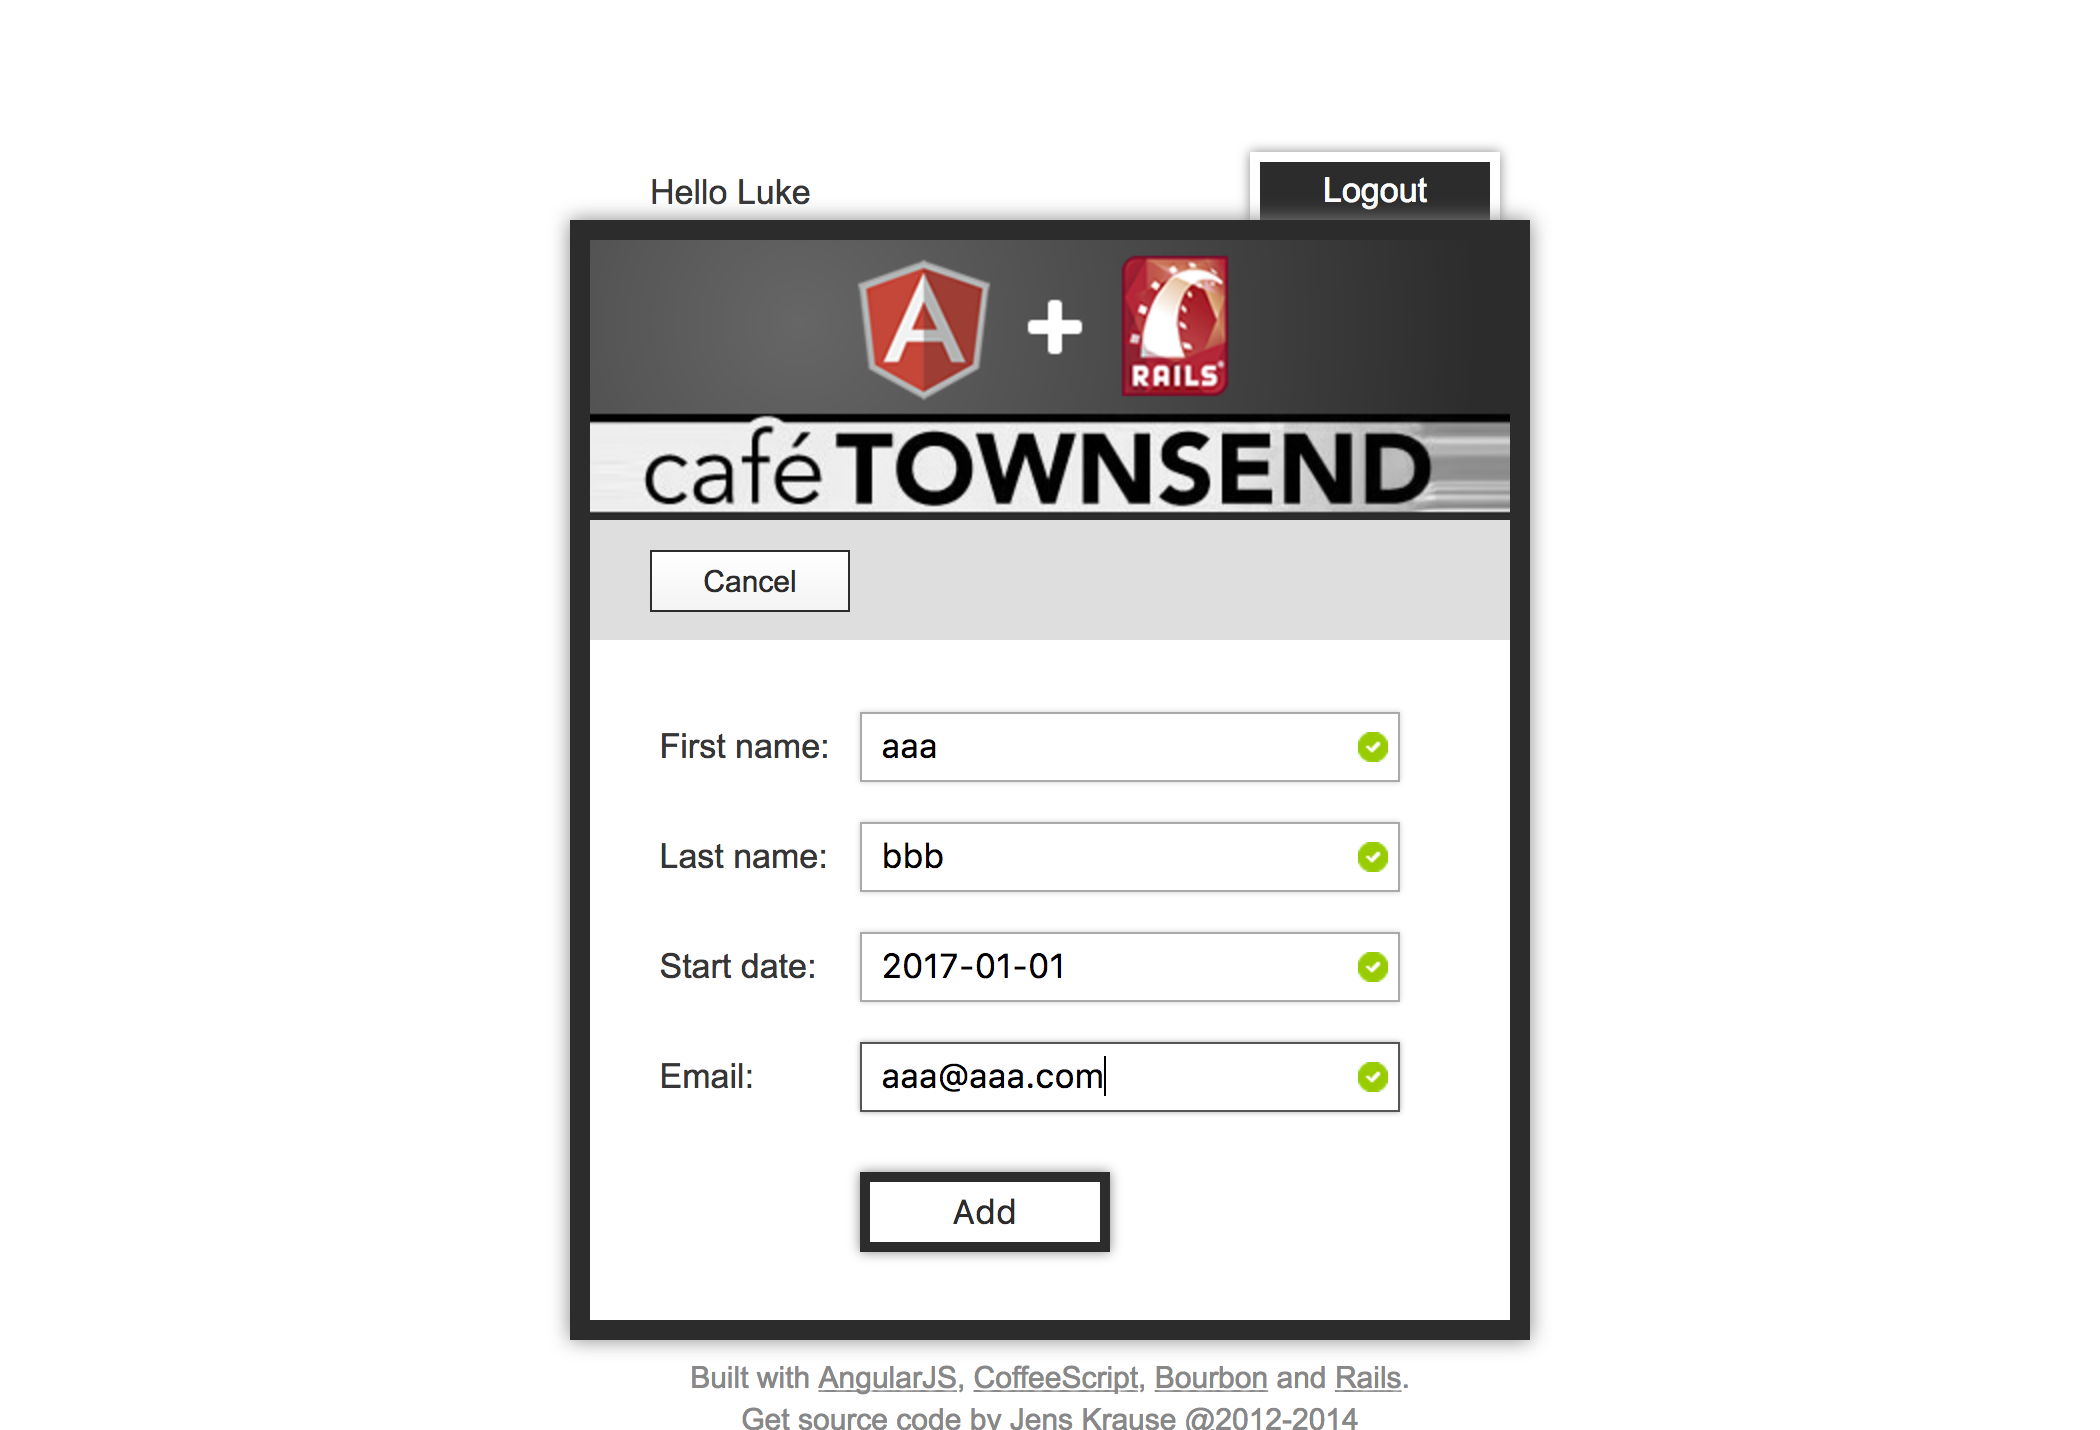 Hello Luke
Logout
RAILS
café TOWNSEND
Cancel
First name: aaa
Last name: bbb
Start date: 2017-01-01
Email: aaa@aaa.com
Add
Built with AngularJS, CoffeeScript, Bourbon and Rails.
Get source code by Jens Krause @2012-2014